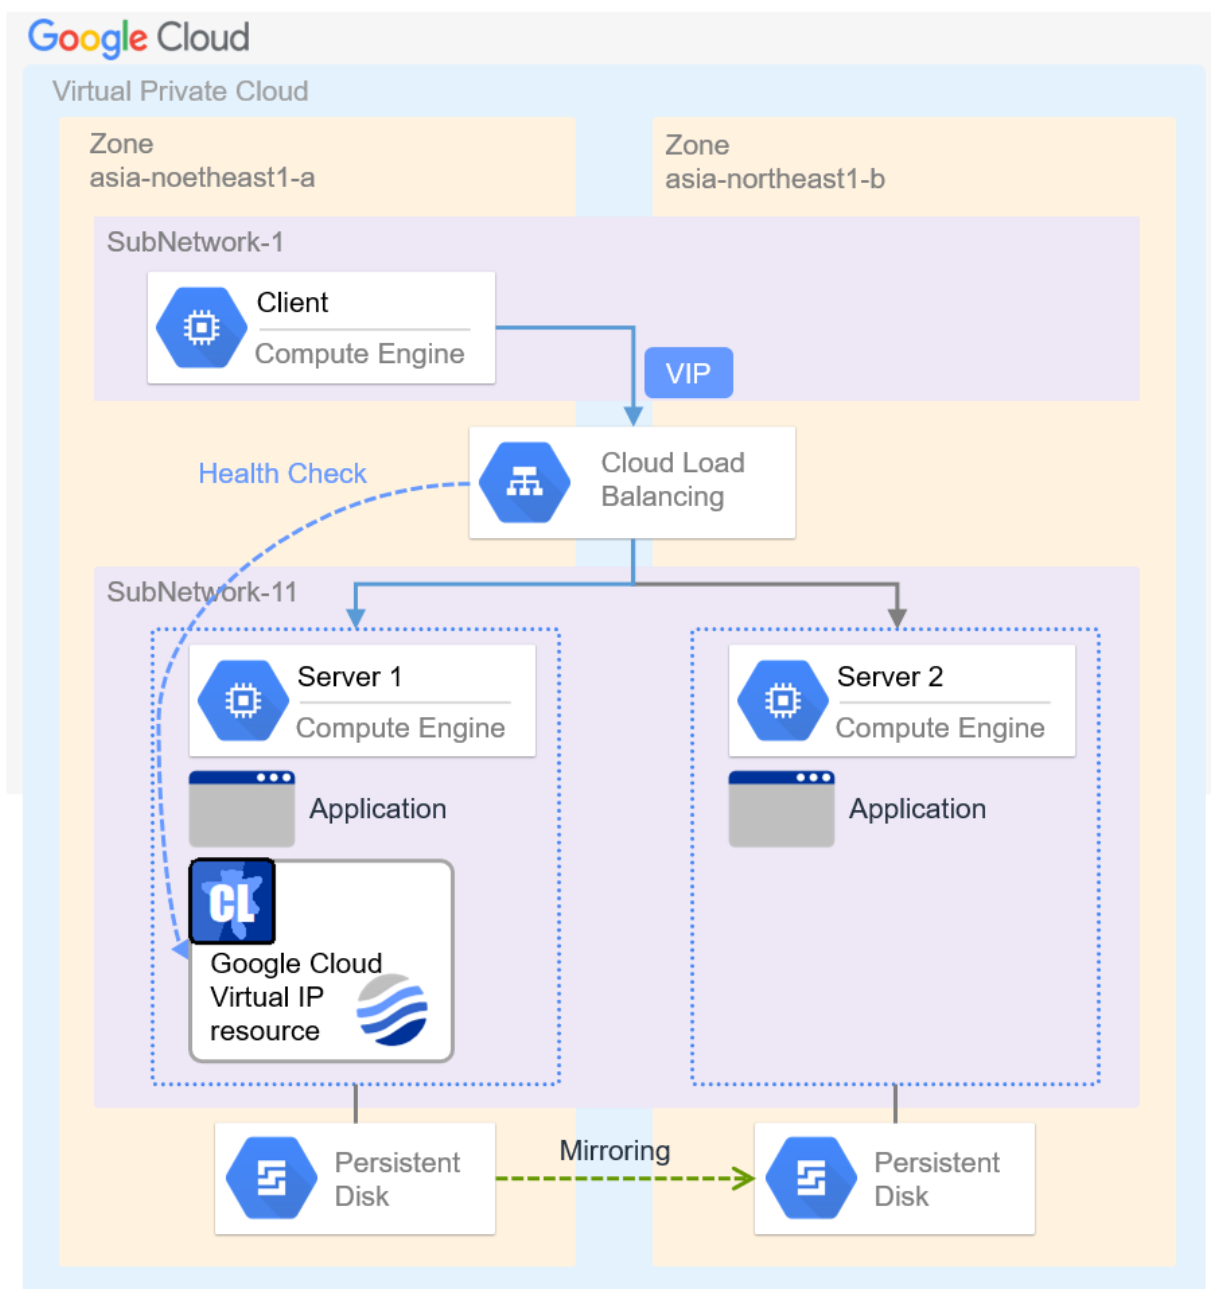 Google Cloud
Virtual Private Cloud
Zone
asia-noetheast1-a
Zone
asia-northeast1-b
SubNetwork-1
Client
Compute Engine
VIP
Health Check
Cloud Load
Balancing
SubNetwork-11
Server 1
Compute Engine
Server 2
Compute Engine
Application
Application
CL
Google Cloud
Virtual IP
resource
Mirroring
Persistent
Disk
Persistent
Disk